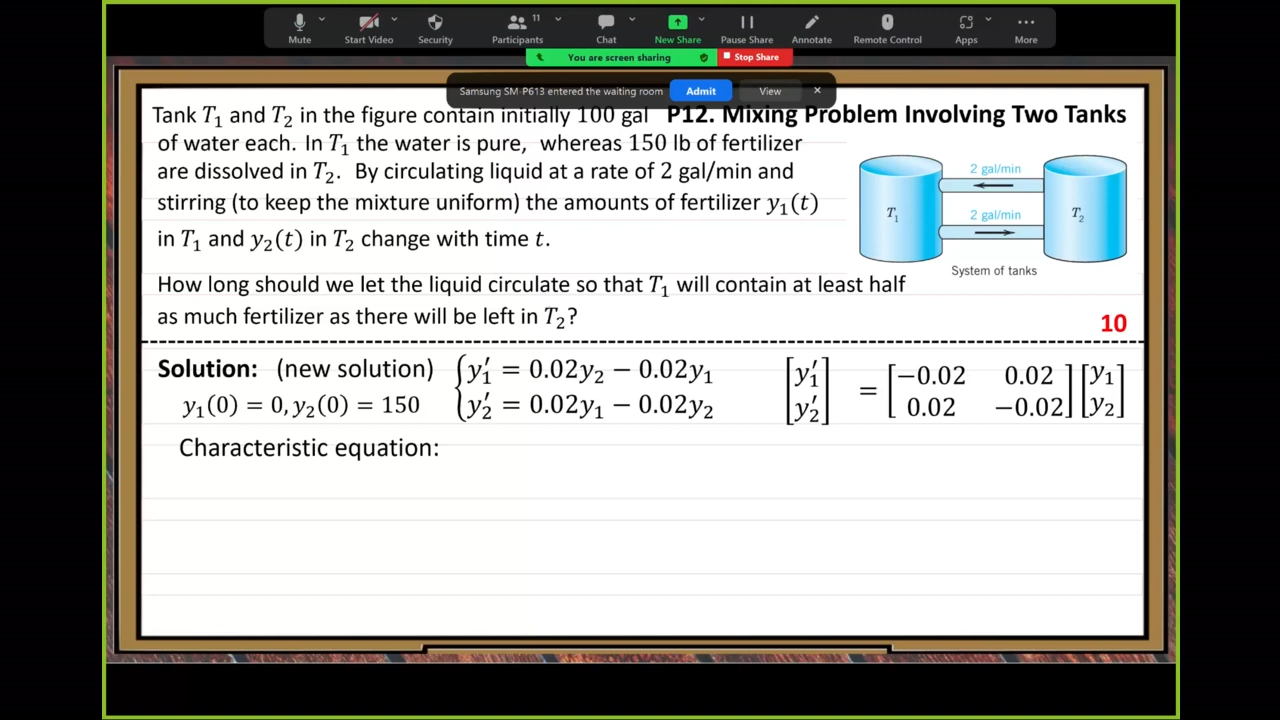 Mute
Start Video
Security
Participants
11
Chat
New Share
Pause Share
Annotate
Remote Control
Apps
More
You are screen sharing
Stop Share
Samsung SM-P613 entered the waiting room
Admit
View
P12. Mixing Problem Involving Two Tanks
Tank T₁ and T₂ in the figure contain initially 100 gal
of water each. In T₁ the water is pure, whereas 150 lb of fertilizer
are dissolved in T₂. By circulating liquid at a rate of 2 gal/min and
stirring (to keep the mixture uniform) the amounts of fertilizer y₁(t)
in T₁ and y₂(t) in T₂ change with time t.
2 gal/min
T₁
2 gal/min
T₂
System of tanks
How long should we let the liquid circulate so that T₁ will contain at least half
as much fertilizer as there will be left in T₂?
10
Solution: (new solution) { y₁′ = 0.02y₂ − 0.02y₁
y₂′ = 0.02y₁ − 0.02y₂
[y₁′ y₂′] = [−0.02 0.02
0.02 −0.02] [y₁ y₂]
y₁(0) = 0, y₂(0) = 150
Characteristic equation: